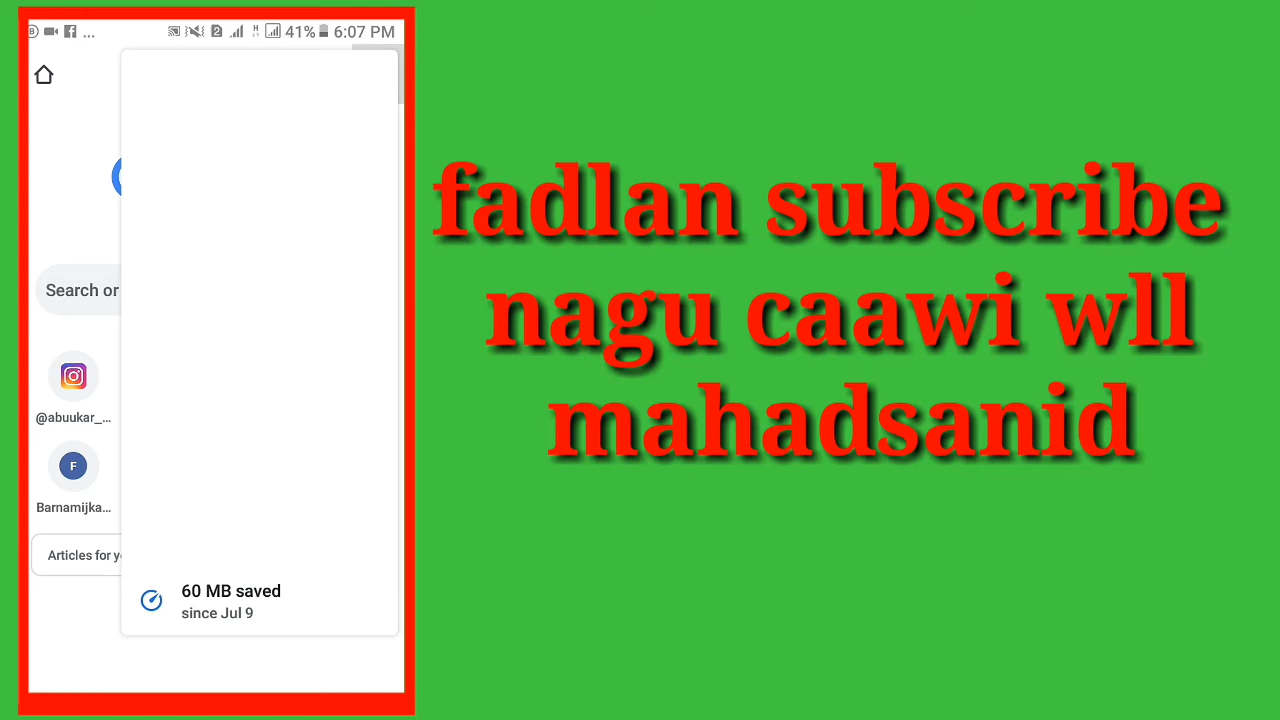 ... 41% 6:07 PM
Search or
@abuukar_...
Barnamijka...
Articles for y
60 MB saved
since Jul 9
fadlan subscribe
nagu caawi wll
mahadsanid